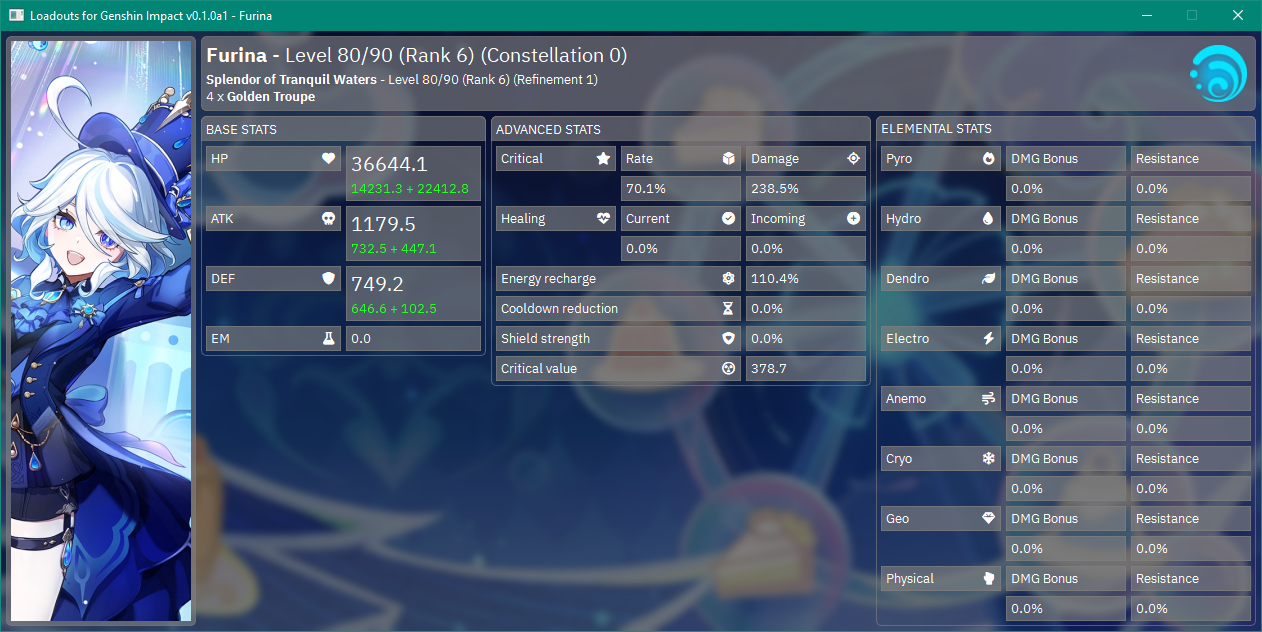 Loadouts for Genshin Impact v0.1.0a1 - Furina
Furina - Level 80/90 (Rank 6) (Constellation 0)
Splendor of Tranquil Waters - Level 80/90 (Rank 6) (Refinement 1)
4 x Golden Troupe
BASE STATS
HP
36644.1
14231.3 + 22412.8
ATK
1179.5
732.5 + 447.1
DEF
749.2
646.6 + 102.5
EM 0.0
ADVANCED STATS
Critical Rate Damage
70.1% 238.5%
Healing Current Incoming
0.0% 0.0%
Energy recharge 110.4%
Cooldown reduction 0.0%
Shield strength 0.0%
Critical value 378.7
ELEMENTAL STATS
Pyro DMG Bonus Resistance
0.0% 0.0%
Hydro DMG Bonus Resistance
0.0% 0.0%
Dendro DMG Bonus Resistance
0.0% 0.0%
Electro DMG Bonus Resistance
0.0% 0.0%
Anemo DMG Bonus Resistance
0.0% 0.0%
Cryo DMG Bonus Resistance
0.0% 0.0%
Geo DMG Bonus Resistance
0.0% 0.0%
Physical DMG Bonus Resistance
0.0% 0.0%